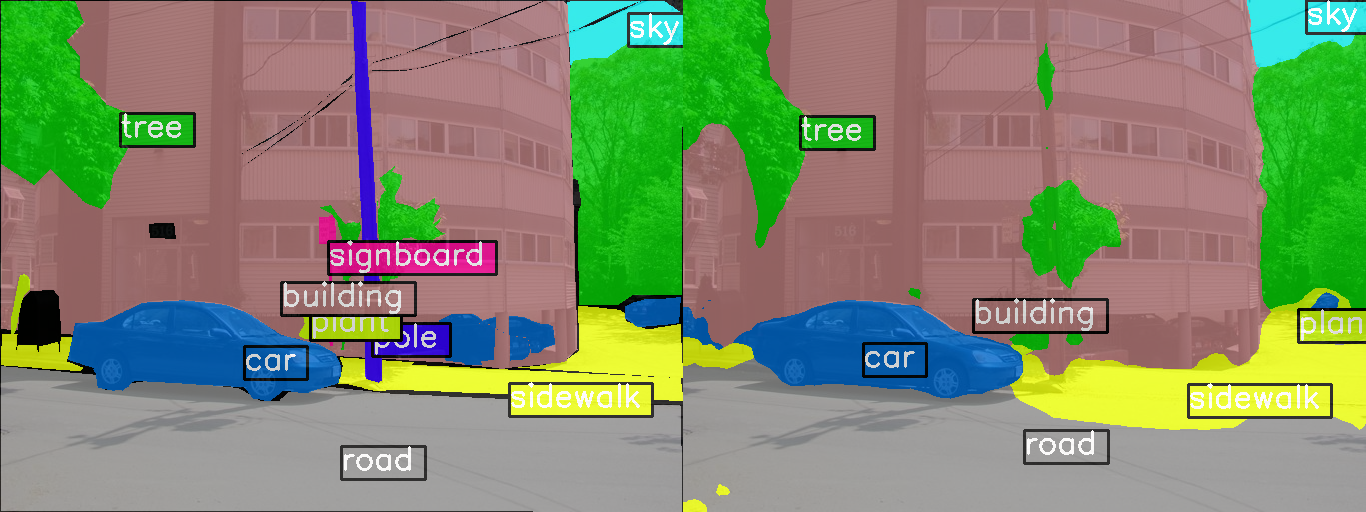 sky
tree
signboard
building
plant
pole
car
sidewalk
road
sky
tree
building
plan
car
sidewalk
road